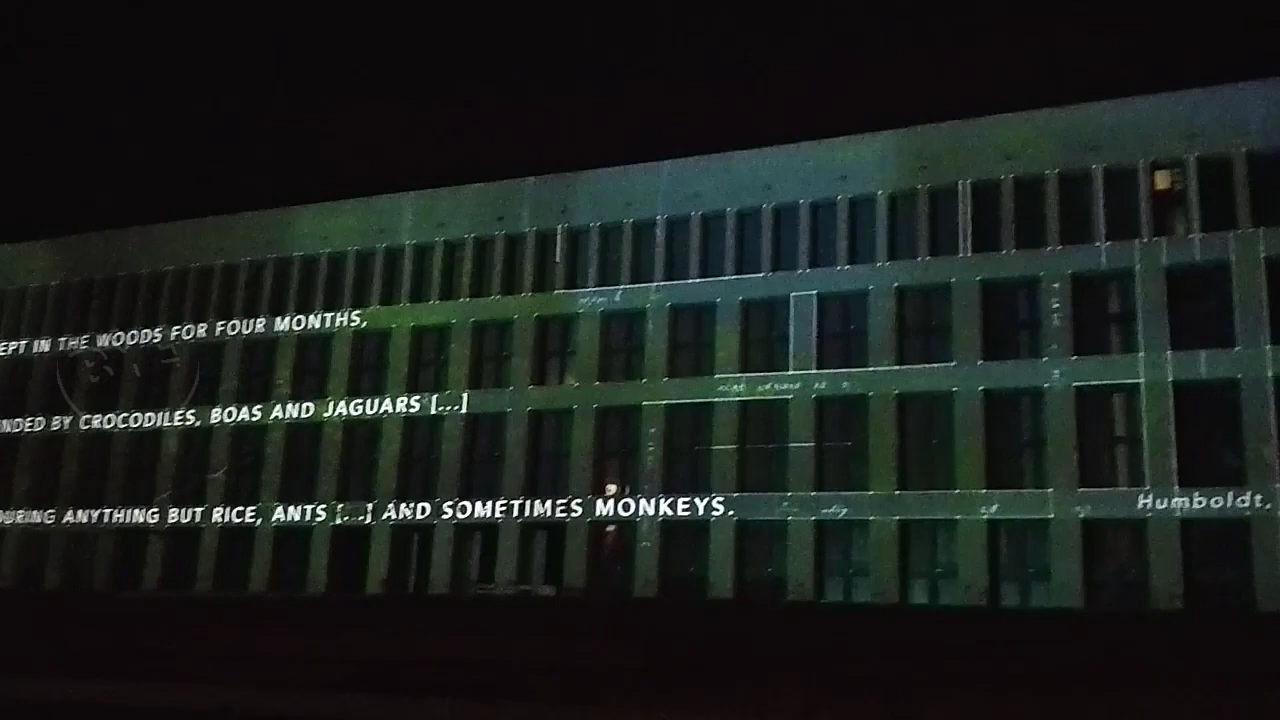 EPT IN THE WOODS FOR FOUR MONTHS,
NDED BY CROCODILES, BOAS AND JAGUARS [...]
URING ANYTHING BUT RICE, ANTS [...] AND SOMETIMES MONKEYS.
Humboldt,